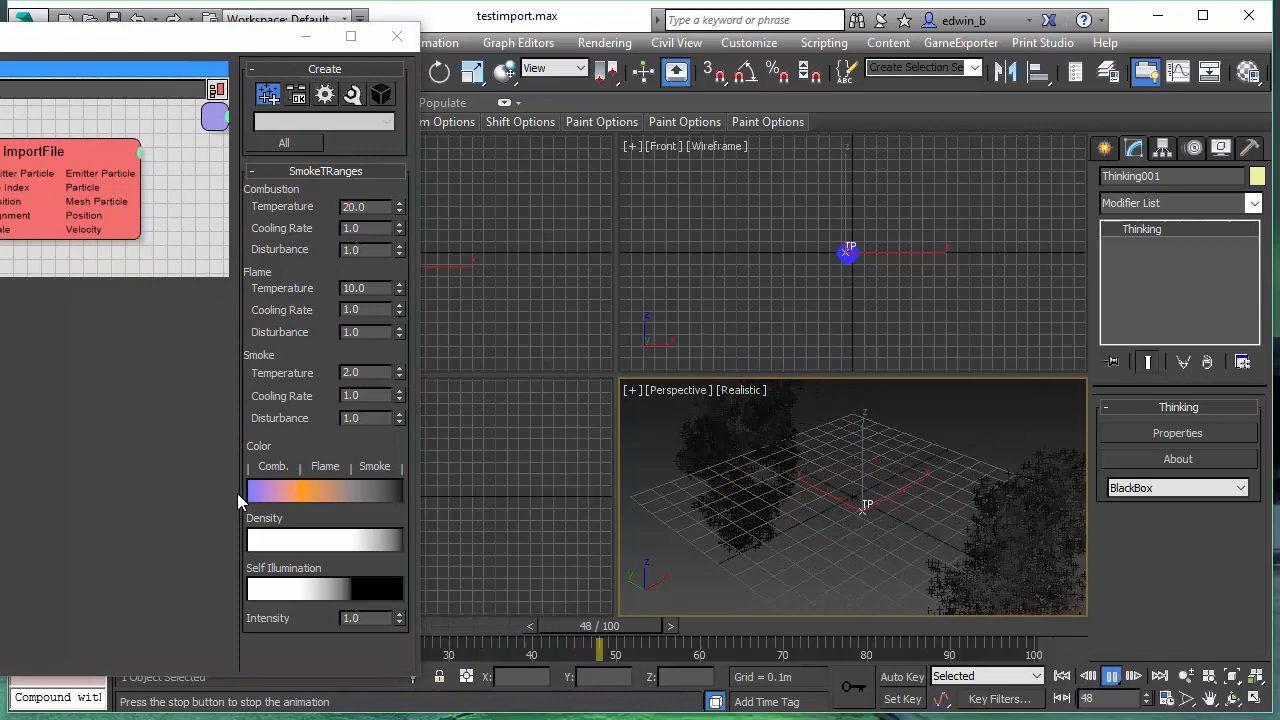 Workspace: Default
testimport.max
Type a keyword or phrase
edwin_b
Graph Editors
Rendering
Civil View
Customize
Scripting
Content
GameExporter
Print Studio
Help
View
Create Selection Se
Populate
m Options
Shift Options
Paint Options
Paint Options
Paint Options
Create
All
ImportFile
Emitter Particle
Index
Particle
Mesh Particle
Position
Velocity
- SmokeTRanges
Combustion
Temperature 20.0
Cooling Rate 1.0
Disturbance 1.0
Flame
Temperature 10.0
Cooling Rate 1.0
Disturbance 1.0
Smoke
Temperature 2.0
Cooling Rate 1.0
Disturbance 1.0
Color
Comb. Flame Smoke
Density
Self Illumination
Intensity 1.0
[+] [Front] [Wireframe]
TP
x
z
x
[+] [Perspective] [Realistic]
z
TP
z
Thinking001
Modifier List
Thinking
- Thinking
Properties
About
BlackBox
< 48 / 100 >
30 40 50 60 70 80 90 100
1 Object Selected
X: Y: Z:
Grid = 0.1m
Auto Key
Selected
Compound wit
Press the stop button to stop the animation
Add Time Tag
Set Key
Key Filters...
48